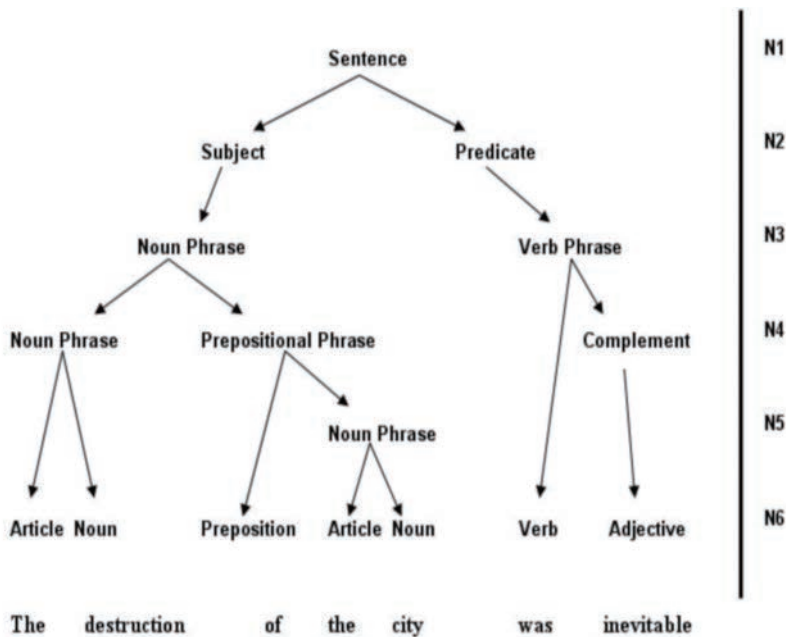 Sentence N1
Subject Predicate N2
Noun Phrase Verb Phrase N3
Noun Phrase Prepositional Phrase Complement N4
Noun Phrase N5
Article Noun Preposition Article Noun Verb Adjective N6
The destruction of the city was inevitable